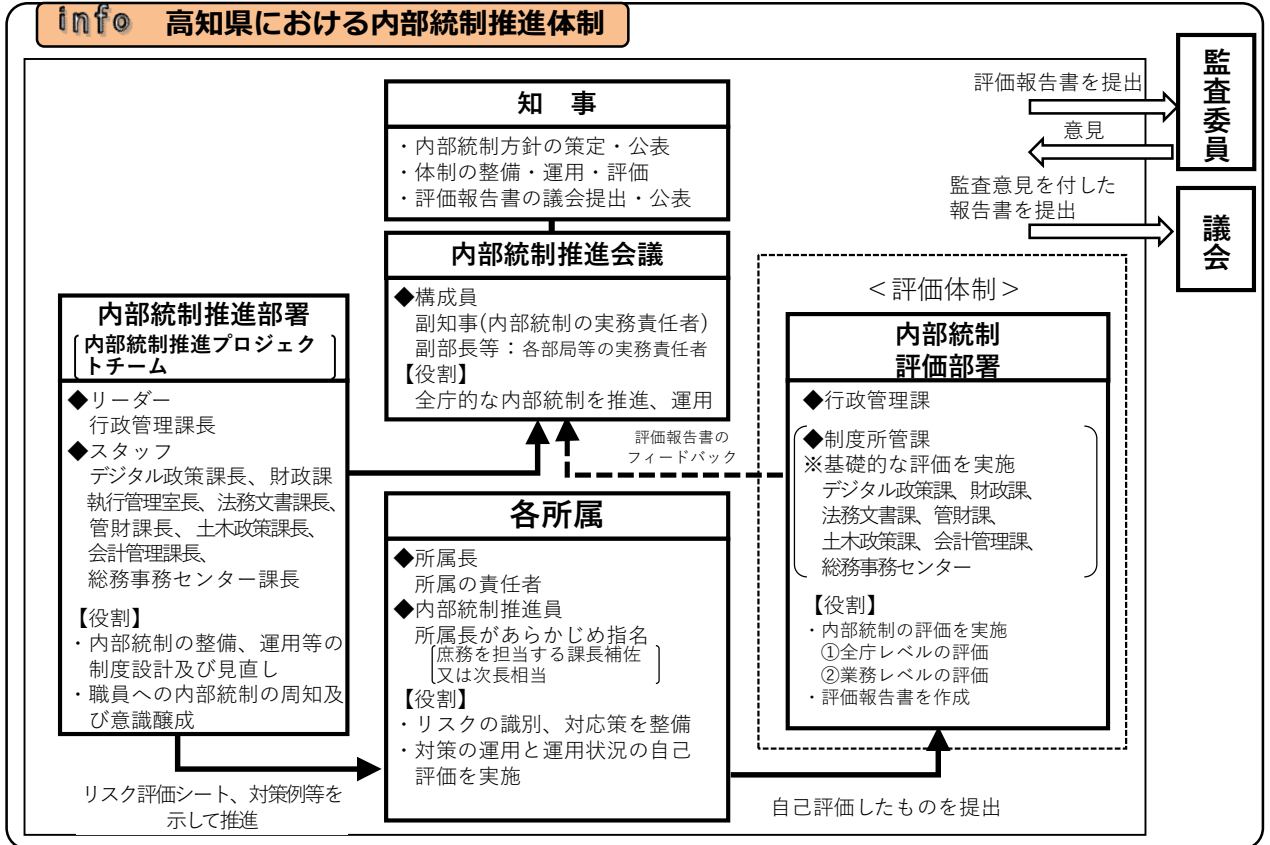 info 高知県における内部統制推進体制
知　事
・内部統制方針の策定・公表
・体制の整備・運用・評価
・評価報告書の議会提出・公表
評価報告書を提出
意見
監査意見を付した
報告書を提出
監査委員
議会
内部統制推進会議
◆構成員
副知事(内部統制の実務責任者)
副部長等：各部局等の実務責任者
【役割】
全庁的な内部統制を推進、運用
内部統制推進部署
内部統制推進プロジェク
トチーム
◆リーダー
行政管理課長
◆スタッフ
デジタル政策課長、財政課
執行管理室長、法務文書課長、
管財課長、土木政策課長、
会計管理課長、
総務事務センター課長
【役割】
・内部統制の整備、運用等の
制度設計及び見直し
・職員への内部統制の周知及
び意識醸成
リスク評価シート、対策例等を
示して推進
評価報告書の
フィードバック
各所属
◆所属長
所属の責任者
◆内部統制推進員
所属長があらかじめ指名
庶務を担当する課長補佐
又は次長相当
【役割】
・リスクの識別、対応策を整備
・対策の運用と運用状況の自己
評価を実施
＜評価体制＞
内部統制
評価部署
◆行政管理課
◆制度所管課
※基礎的な評価を実施
デジタル政策課、財政課、
法務文書課、管財課、
土木政策課、会計管理課、
総務事務センター
【役割】
・内部統制の評価を実施
①全庁レベルの評価
②業務レベルの評価
・評価報告書を作成
自己評価したものを提出